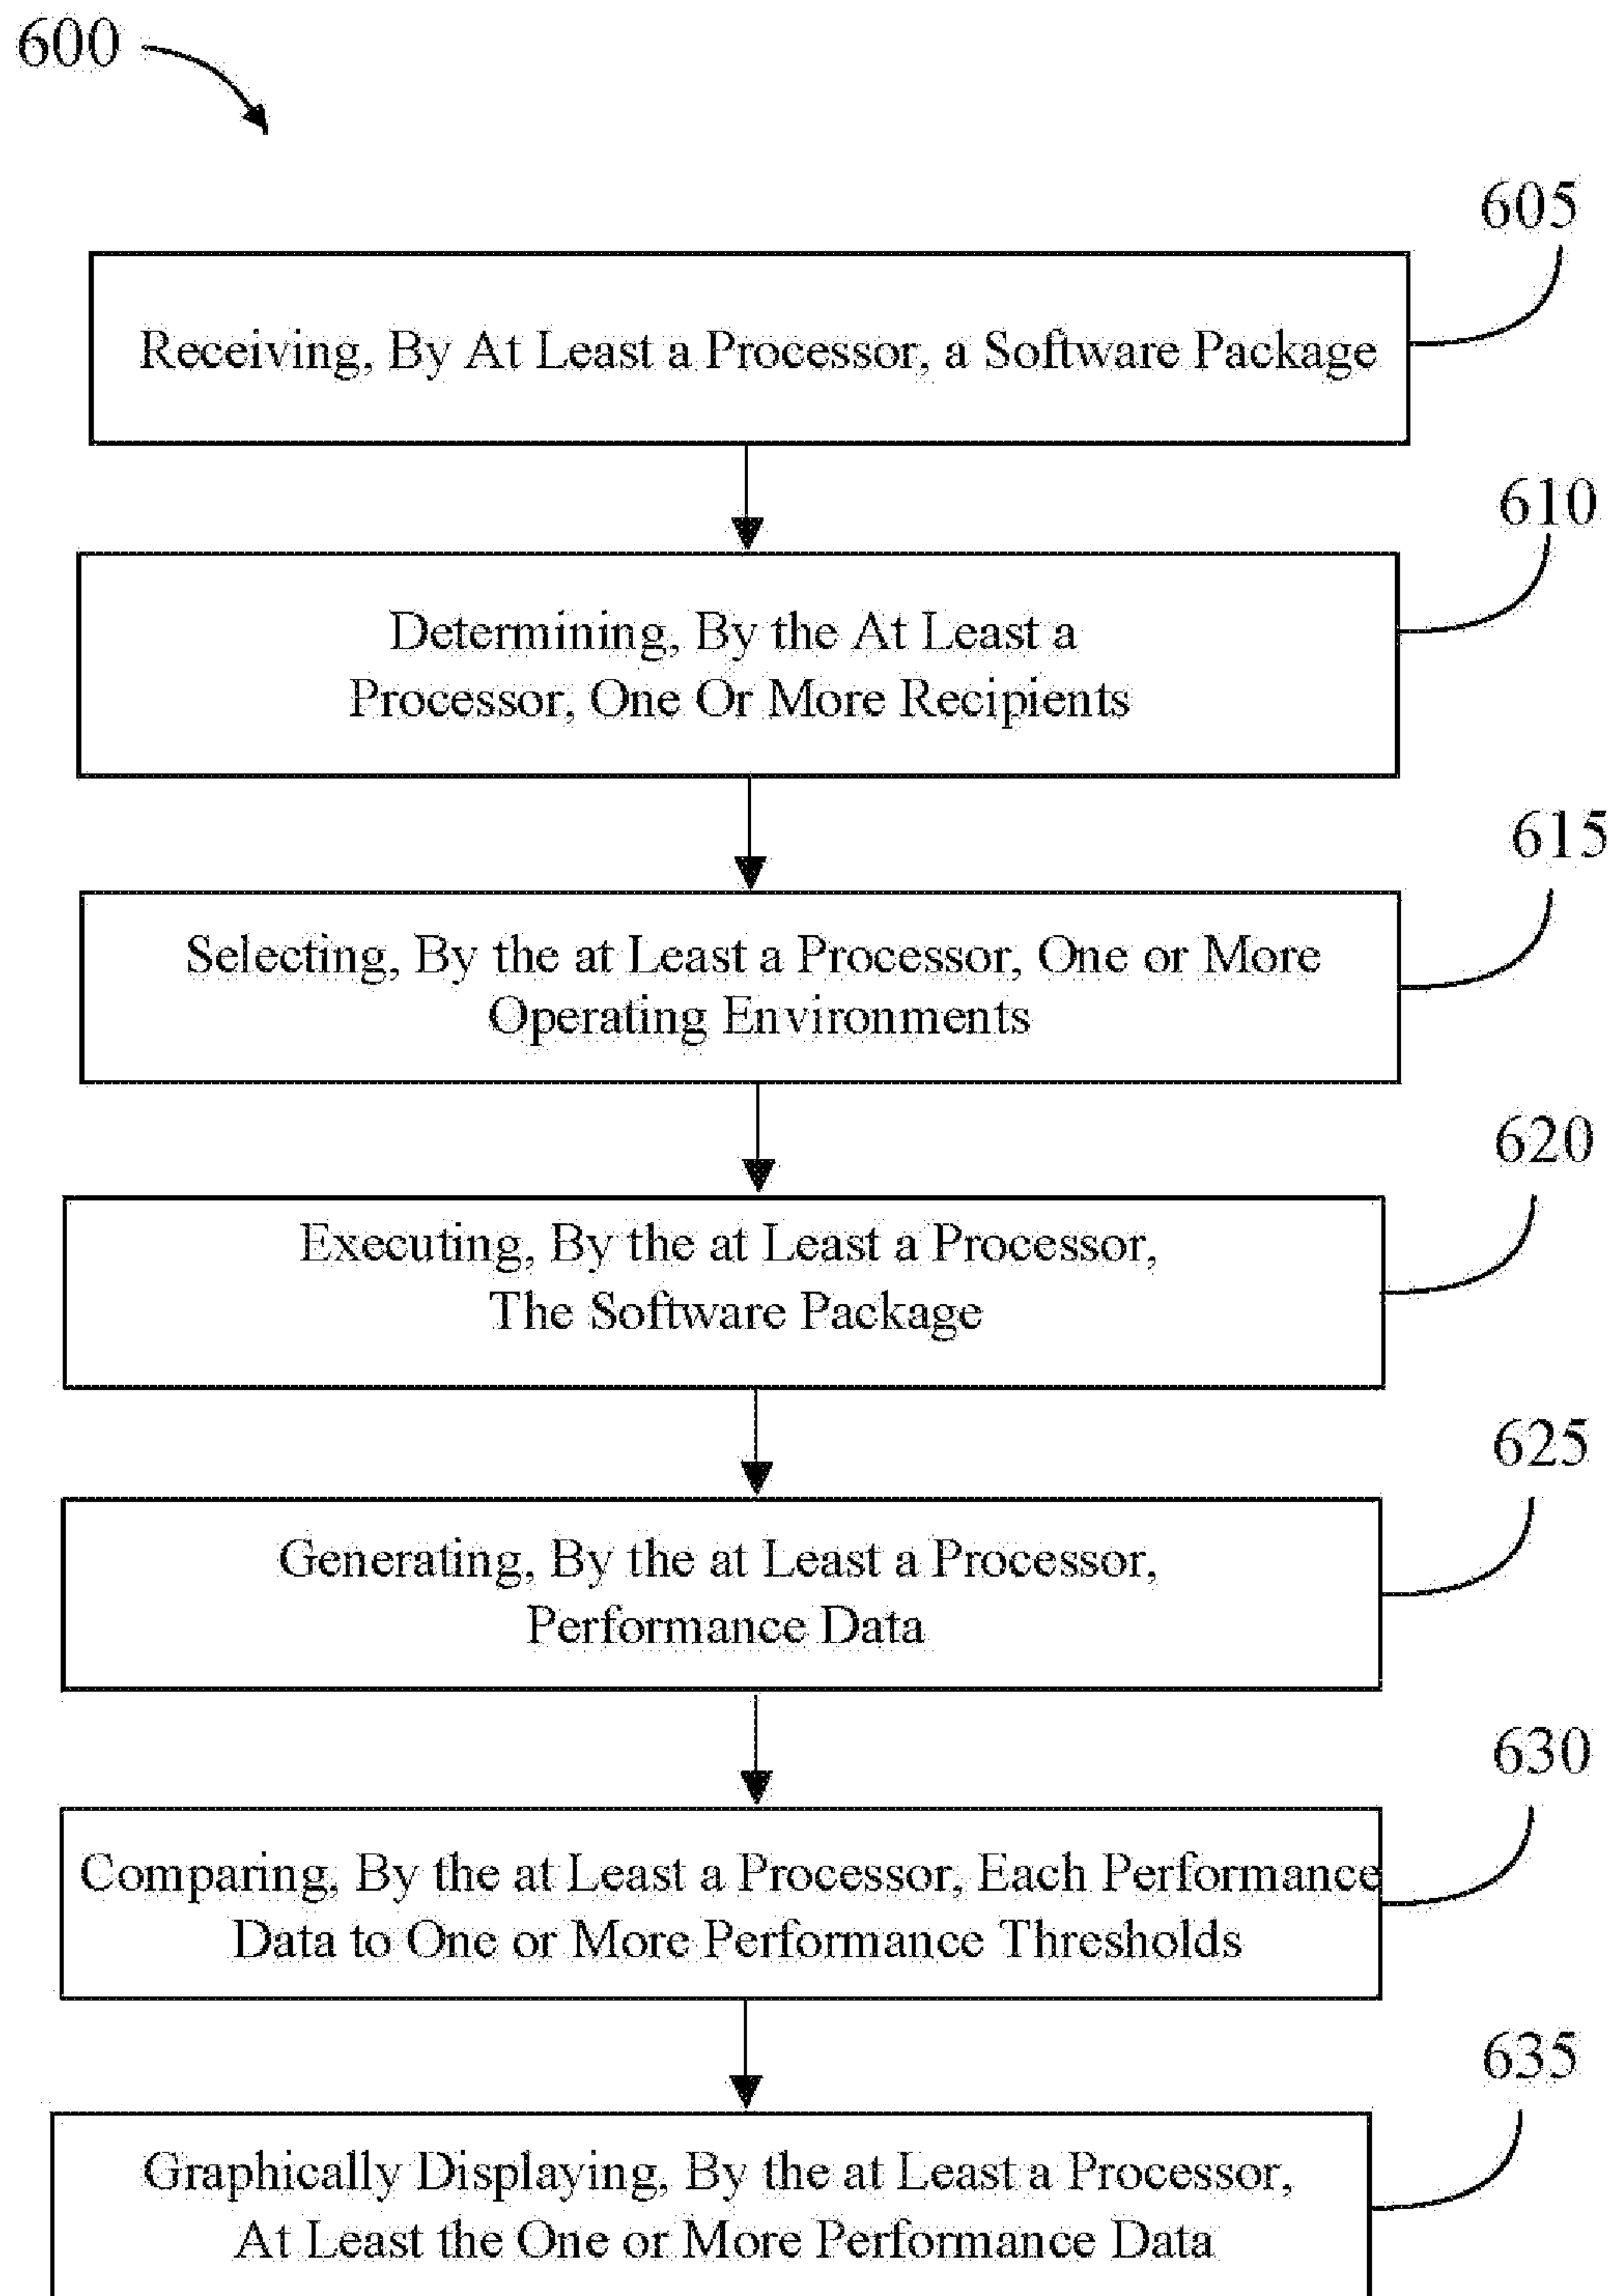 600
605
Receiving, By At Least a Processor, a Software Package
610
Determining, By the At Least a
Processor, One Or More Recipients
615
Selecting, By the at Least a Processor, One or More
Operating Environments
620
Executing, By the at Least a Processor,
The Software Package
625
Generating, By the at Least a Processor,
Performance Data
630
Comparing, By the at Least a Processor, Each Performance
Data to One or More Performance Thresholds
635
Graphically Displaying, By the at Least a Processor,
At Least the One or More Performance Data